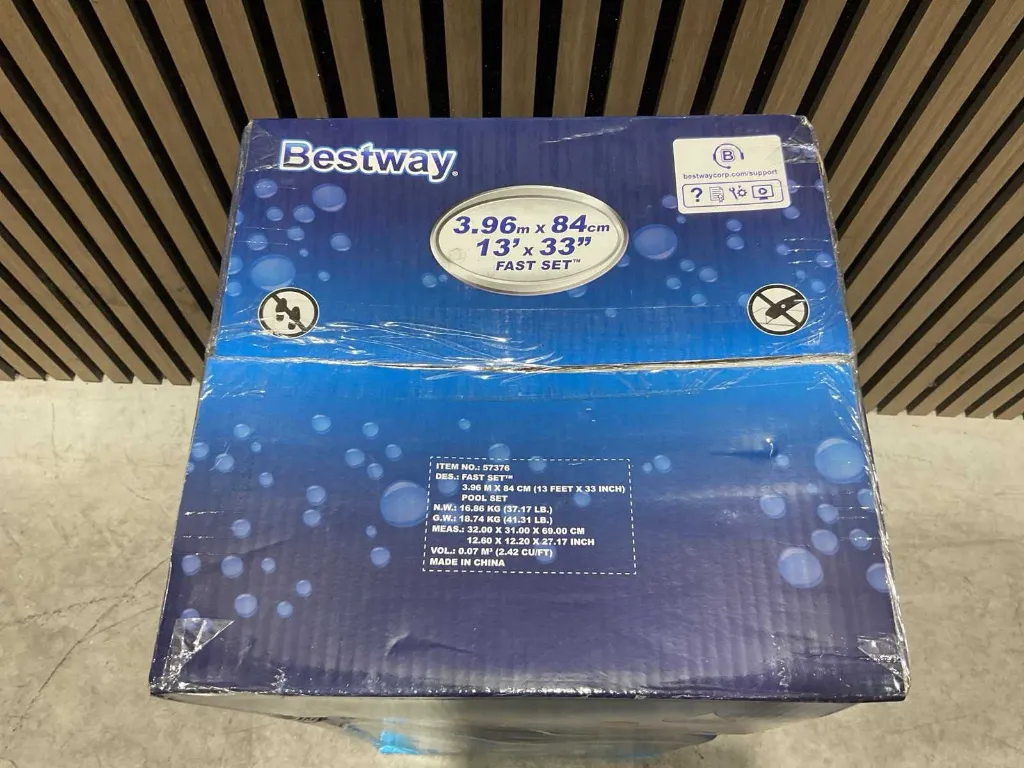 Bestway®
B
bestwaycorp.com/support
?
3.96m x 84cm
13' x 33"
FAST SET™
ITEM NO.: 57376
DES.: FAST SET™
3.96 M X 84 CM (13 FEET X 33 INCH)
POOL SET
N.W.: 16.86 KG (37.17 LB.)
G.W.: 18.74 KG (41.31 LB.)
MEAS.: 32.00 X 31.00 X 69.00 CM
12.60 X 12.20 X 27.17 INCH
VOL.: 0.07 M³ (2.42 CU/FT)
MADE IN CHINA